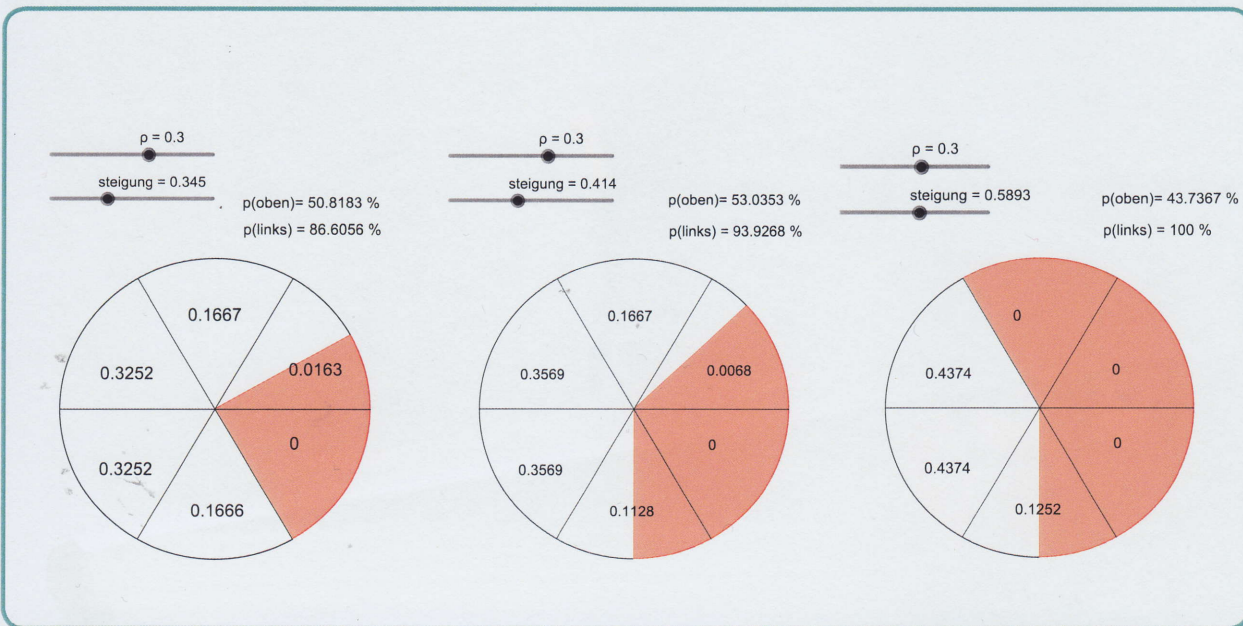 ρ = 0.3
steigung = 0.345
p(oben)= 50.8183 %
p(links) = 86.6056 %
0.1667
0.0163
0.3252
0
0.3252
0.1666
ρ = 0.3
steigung = 0.414
p(oben)= 53.0353 %
p(links) = 93.9268 %
0.1667
0.0068
0.3569
0
0.3569
0.1128
ρ = 0.3
steigung = 0.5893
p(oben)= 43.7367 %
p(links) = 100 %
0
0
0.4374
0
0.4374
0.1252